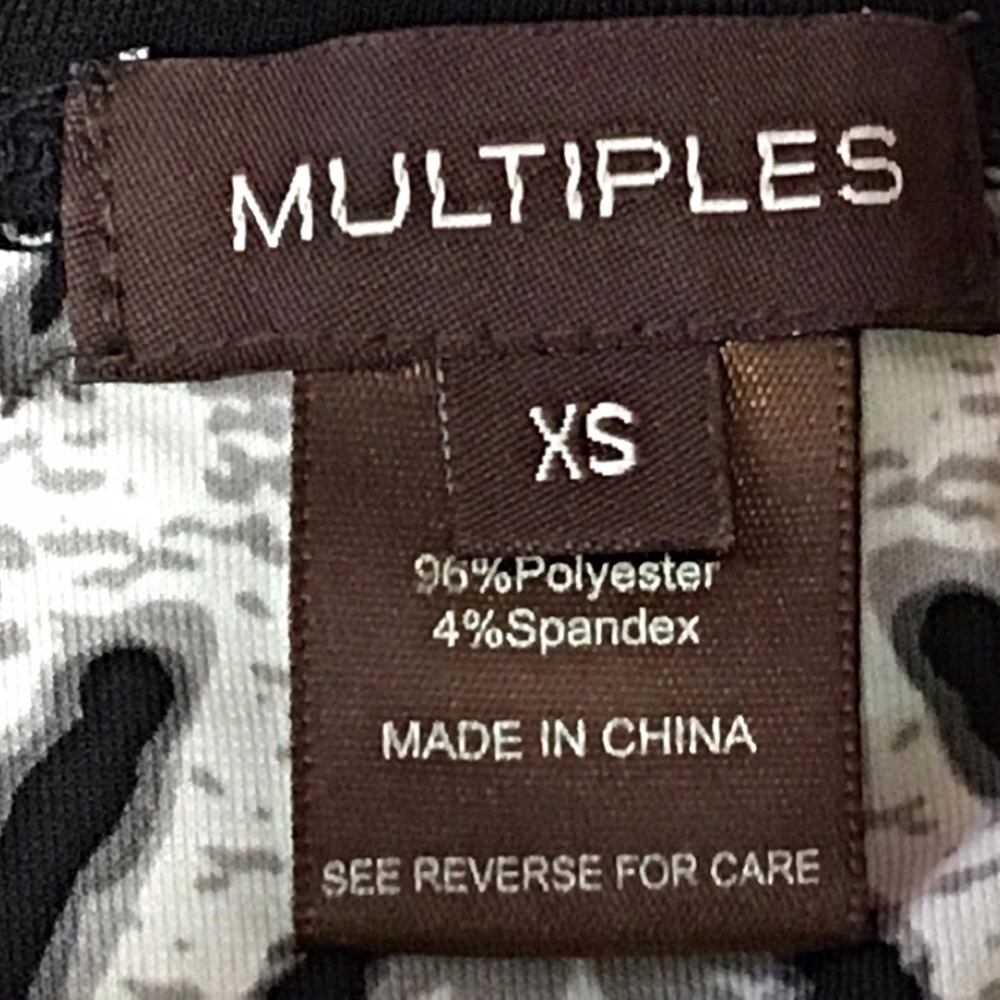 MULTIPLES
XS
96%Polyester
4%Spandex
MADE IN CHINA
SEE REVERSE FOR CARE